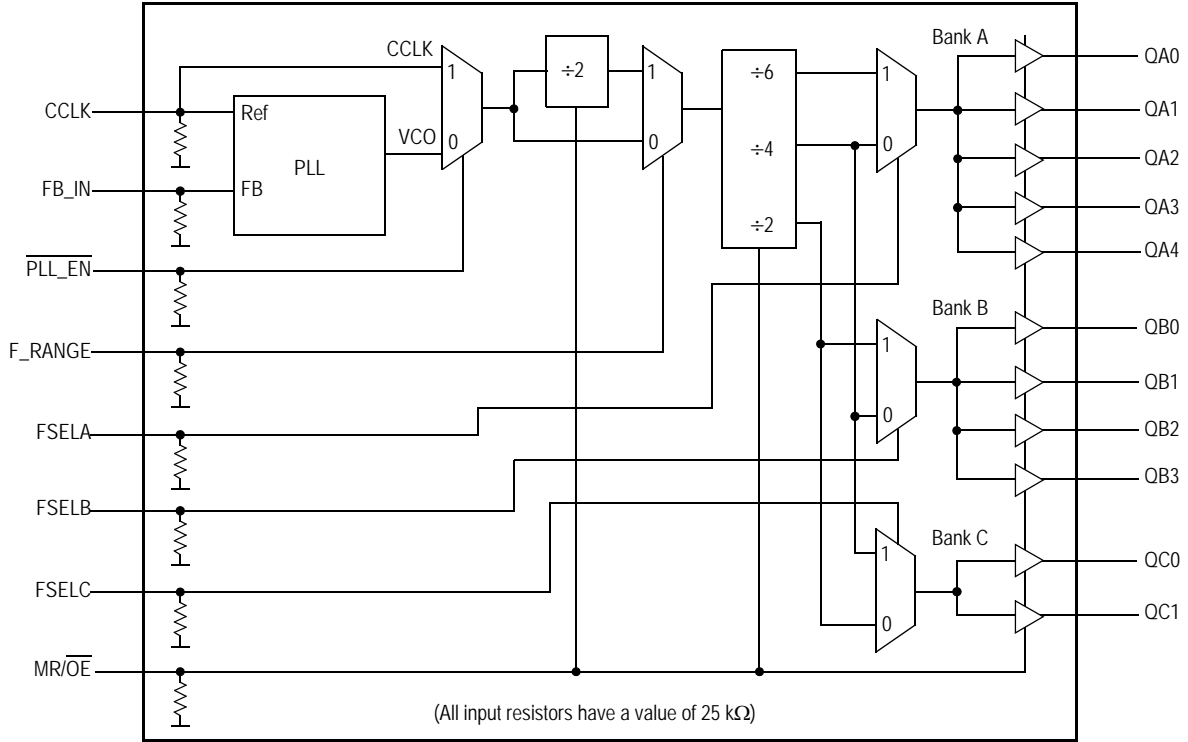 CCLK
Ref
PLL
FB_IN
FB
PLL_EN
F_RANGE
FSELA
FSELB
FSELC
MR/OE
CCLK
1
VCO
0
÷2
1
0
÷6
÷4
÷2
1
0
Bank A
QA0
QA1
QA2
QA3
QA4
1
0
Bank B
QB0
QB1
QB2
QB3
1
0
Bank C
QC0
QC1
(All input resistors have a value of 25 kΩ)